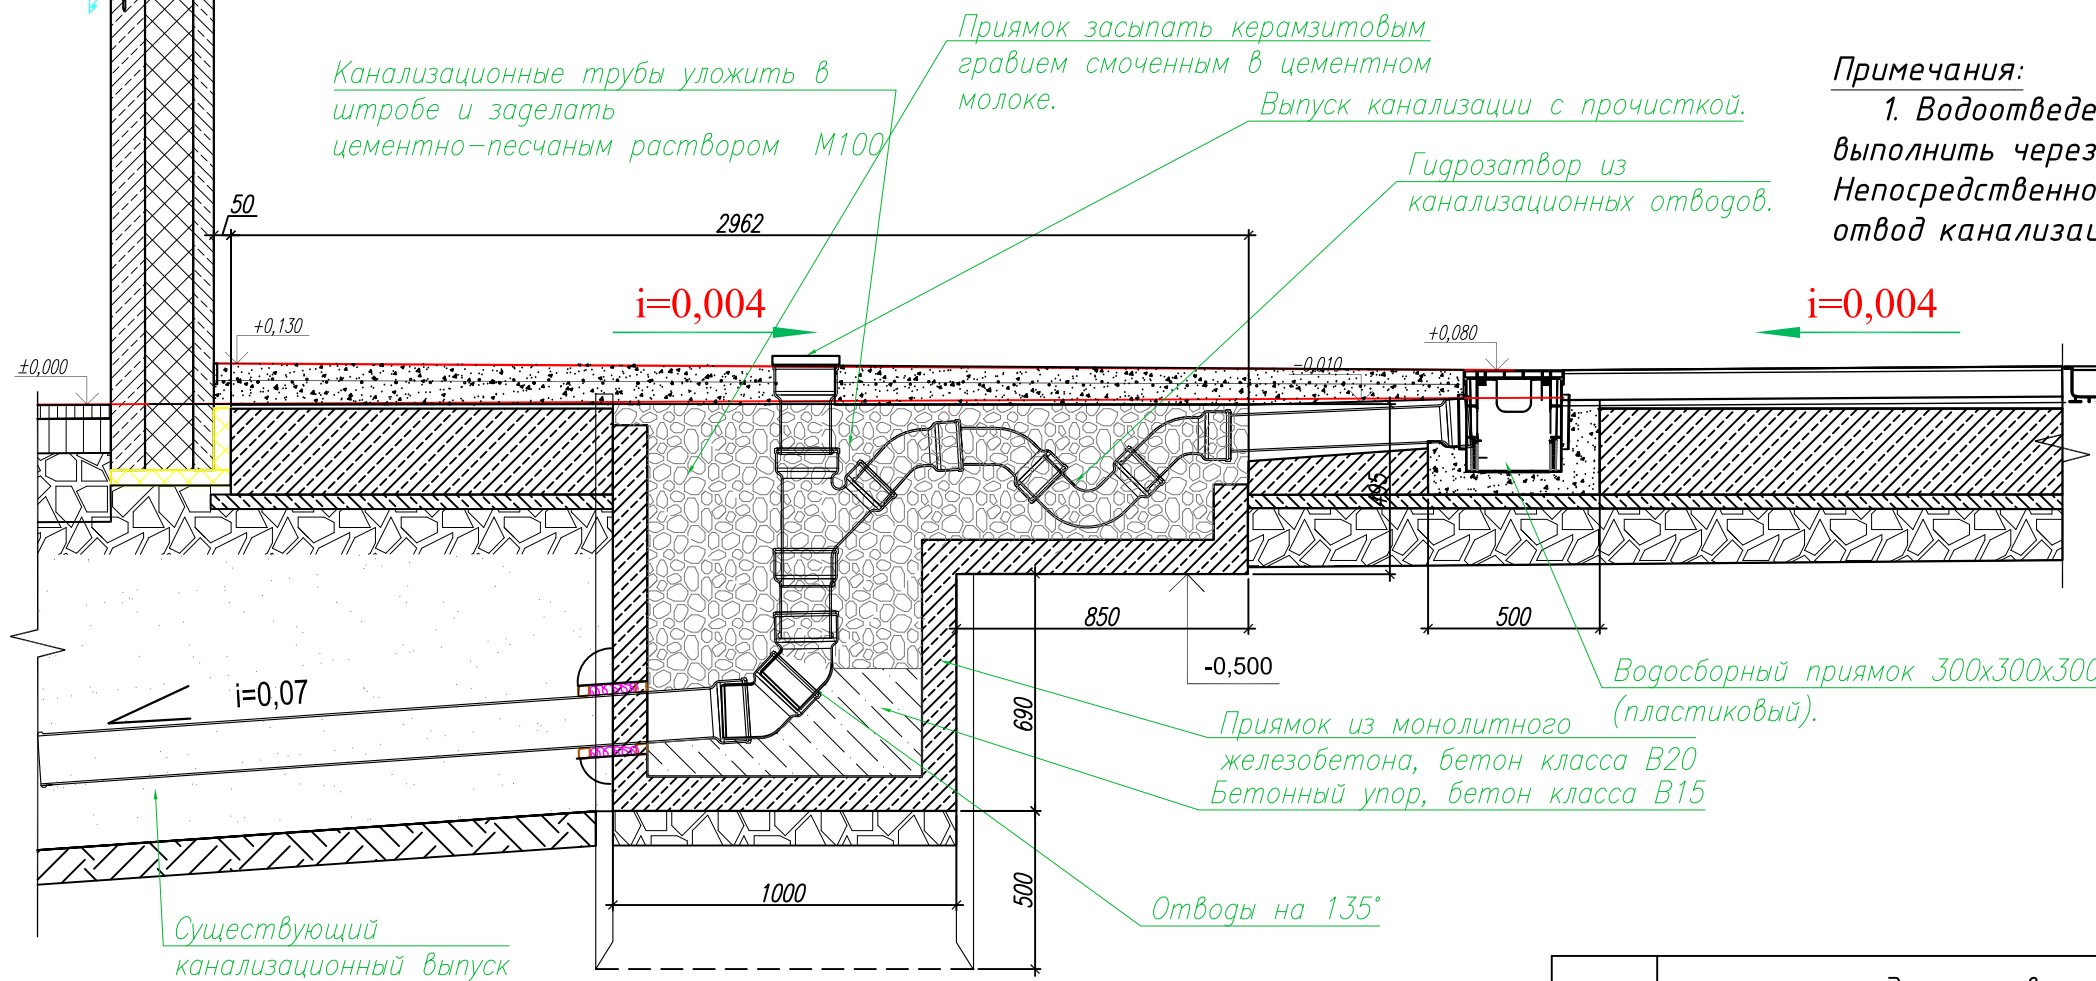 Приямок засыпать керамзитовым
гравием смоченным в цементном
молоке.
Канализационные трубы уложить в
штробе и заделать
цементно-песчаным раствором М100
Выпуск канализации с прочисткой.
Гидрозатвор из
канализационных отводов.
Примечания:
1. Водоотведе
выполнить через
Непосредственно
отвод канализац
50
2962
i=0,004
i=0,004
+0,130
+0,080
±0,000
-0,010
495
850
500
-0,500
i=0,07
690
Водосборный приямок 300х300х300
(пластиковый).
Приямок из монолитного
железобетона, бетон класса В20
Бетонный упор, бетон класса В15
1000
500
Отводы на 135°
Существующий
канализационный выпуск